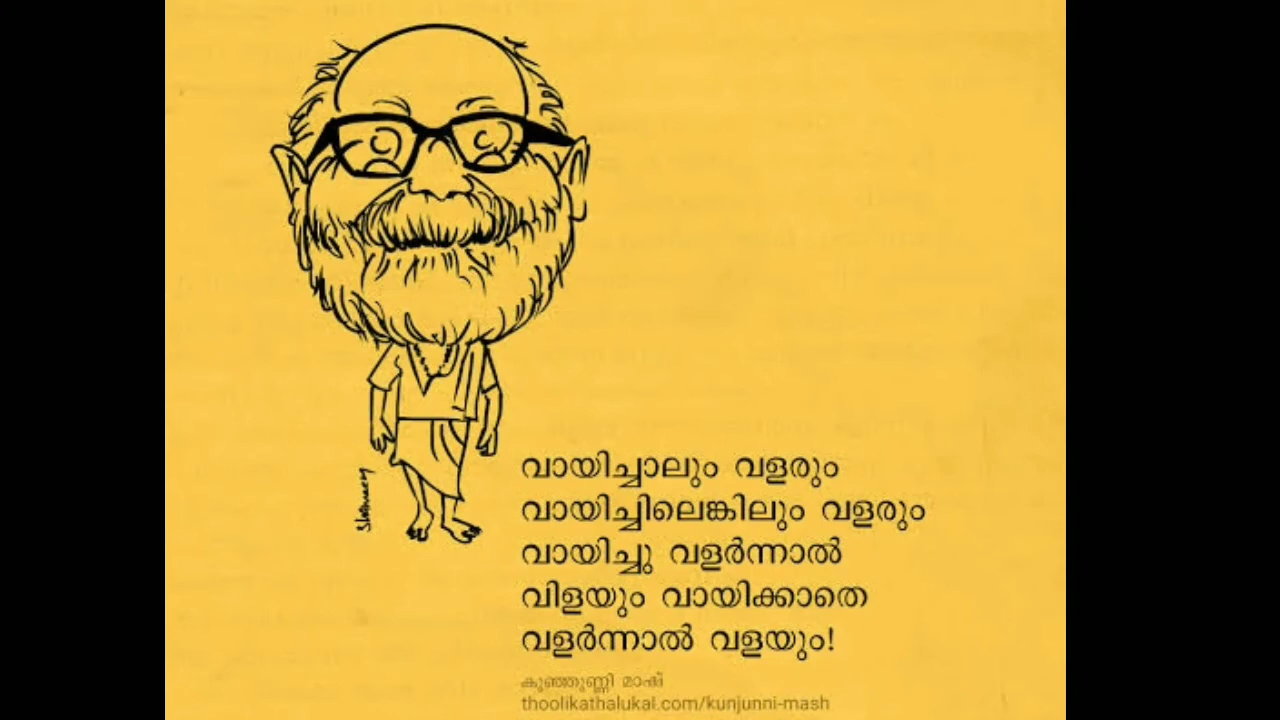 വായിച്ചാലും വളരും
വായിച്ചിലെങ്കിലും വളരും
വായിച്ചു വളർന്നാൽ
വിളയും വായിക്കാതെ
വളർന്നാൽ വളയും!
കുഞ്ഞുണ്ണി മാഷ്
thoolikathalukal.com/kunjunni-mash